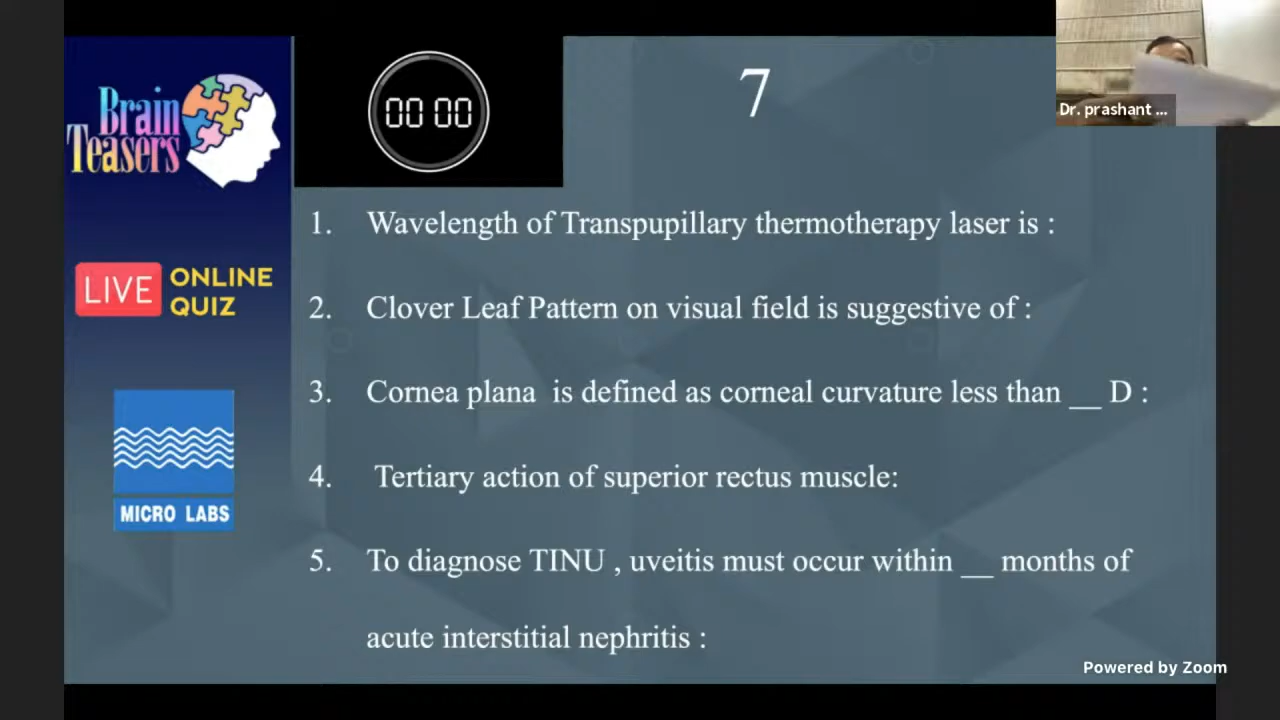 Brain
Teasers
00 00
7
Dr. prashant ...
1. Wavelength of Transpupillary thermotherapy laser is :
LIVE ONLINE
QUIZ
2. Clover Leaf Pattern on visual field is suggestive of :
3. Cornea plana is defined as corneal curvature less than __ D :
4. Tertiary action of superior rectus muscle:
MICRO LABS
5. To diagnose TINU , uveitis must occur within __ months of
acute interstitial nephritis :
Powered by Zoom